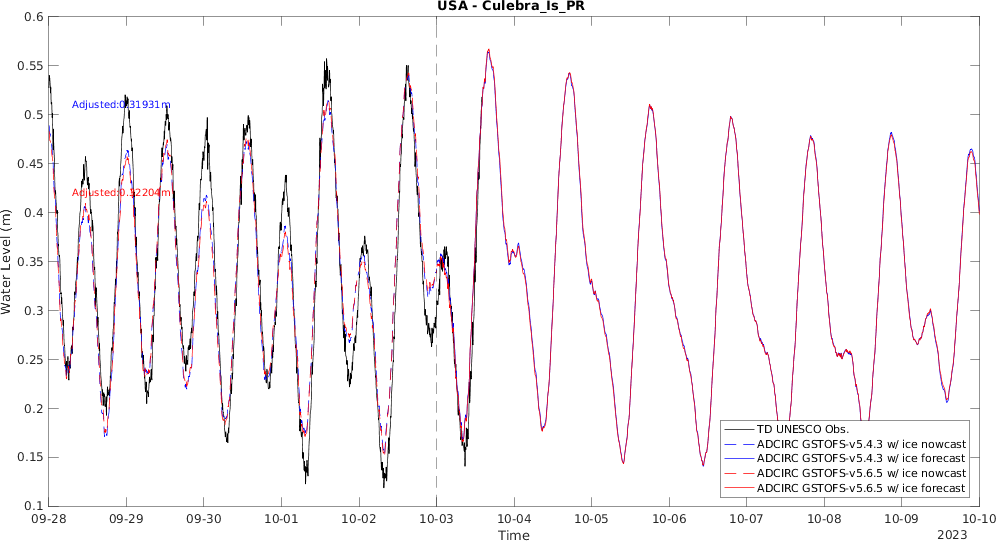 USA - Culebra_Is_PR
0.6
0.55
0.5
0.45
0.4
0.35
0.3
0.25
0.2
0.15
0.1
Water Level (m)
Adjusted:0.31931m
Adjusted:0.32204m
TD UNESCO Obs.
ADCIRC GSTOFS-v5.4.3 w/ ice nowcast
ADCIRC GSTOFS-v5.4.3 w/ ice forecast
ADCIRC GSTOFS-v5.6.5 w/ ice nowcast
ADCIRC GSTOFS-v5.6.5 w/ ice forecast
09-28 09-29 09-30 10-01 10-02 10-03 10-04 10-05 10-06 10-07 10-08 10-09 10-10
Time
2023